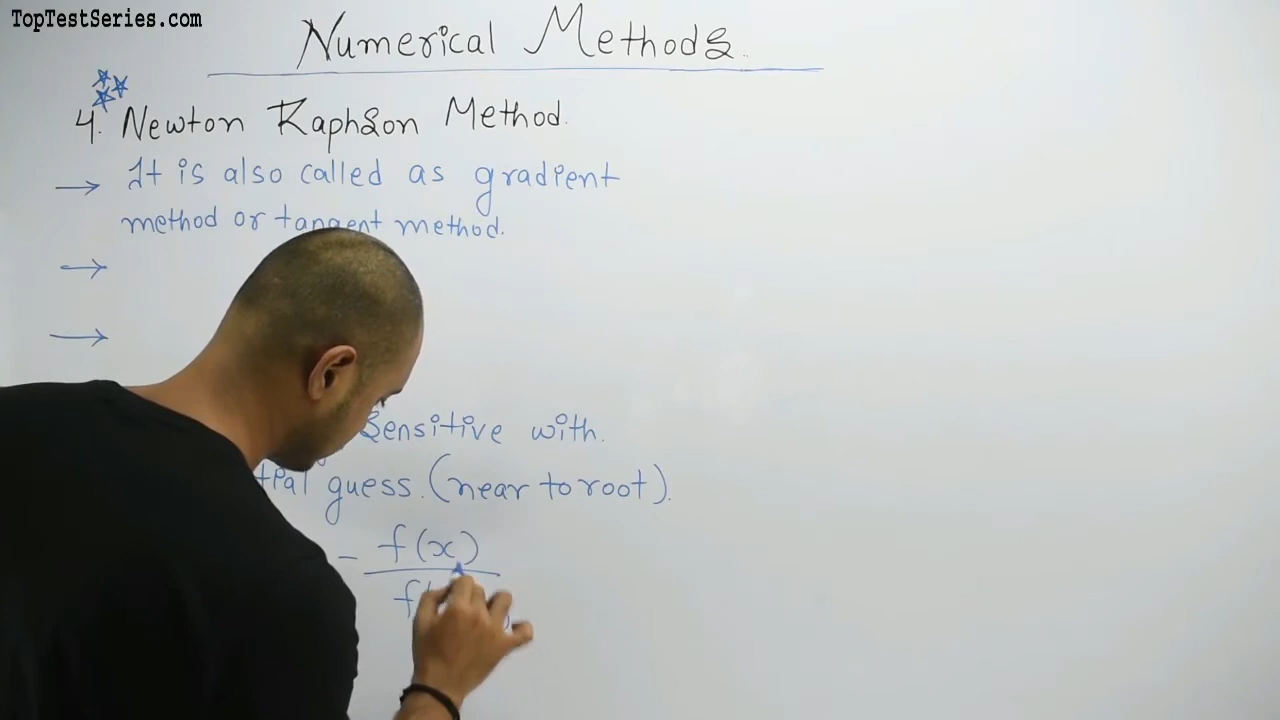 TopTestSeries.com
Numerical Methods.
4. Newton Raphson Method.
→ It is also called as gradient
method or tangent method.
→
→
Sensitive with.
guess. (near to root).
- f(x)